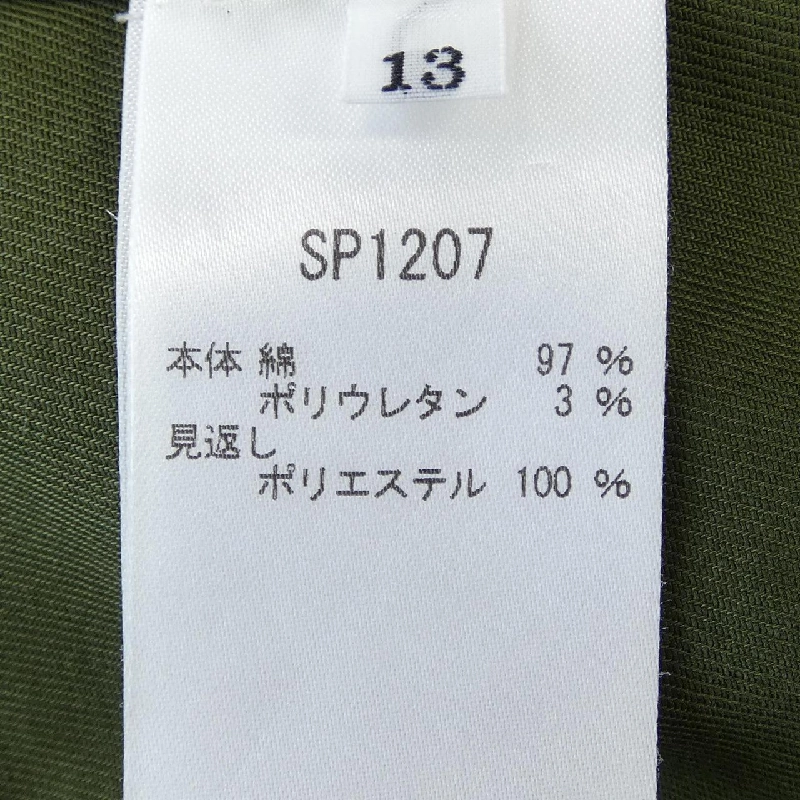 13
SP1207
本体 綿 97 %
ポリウレタン 3 %
見返し
ポリエステル 100 %